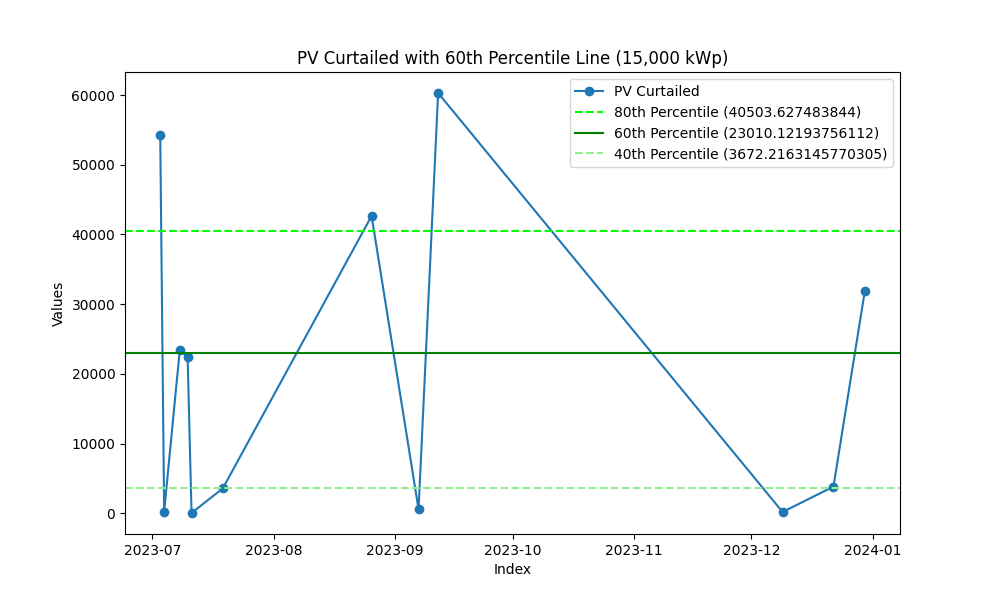 PV Curtailed with 60th Percentile Line (15,000 kWp)
PV Curtailed
80th Percentile (40503.627483844)
60th Percentile (23010.12193756112)
40th Percentile (3672.2163145770305)
Values
60000
50000
40000
30000
20000
10000
0
2023-07 2023-08 2023-09 2023-10 2023-11 2023-12 2024-01
Index